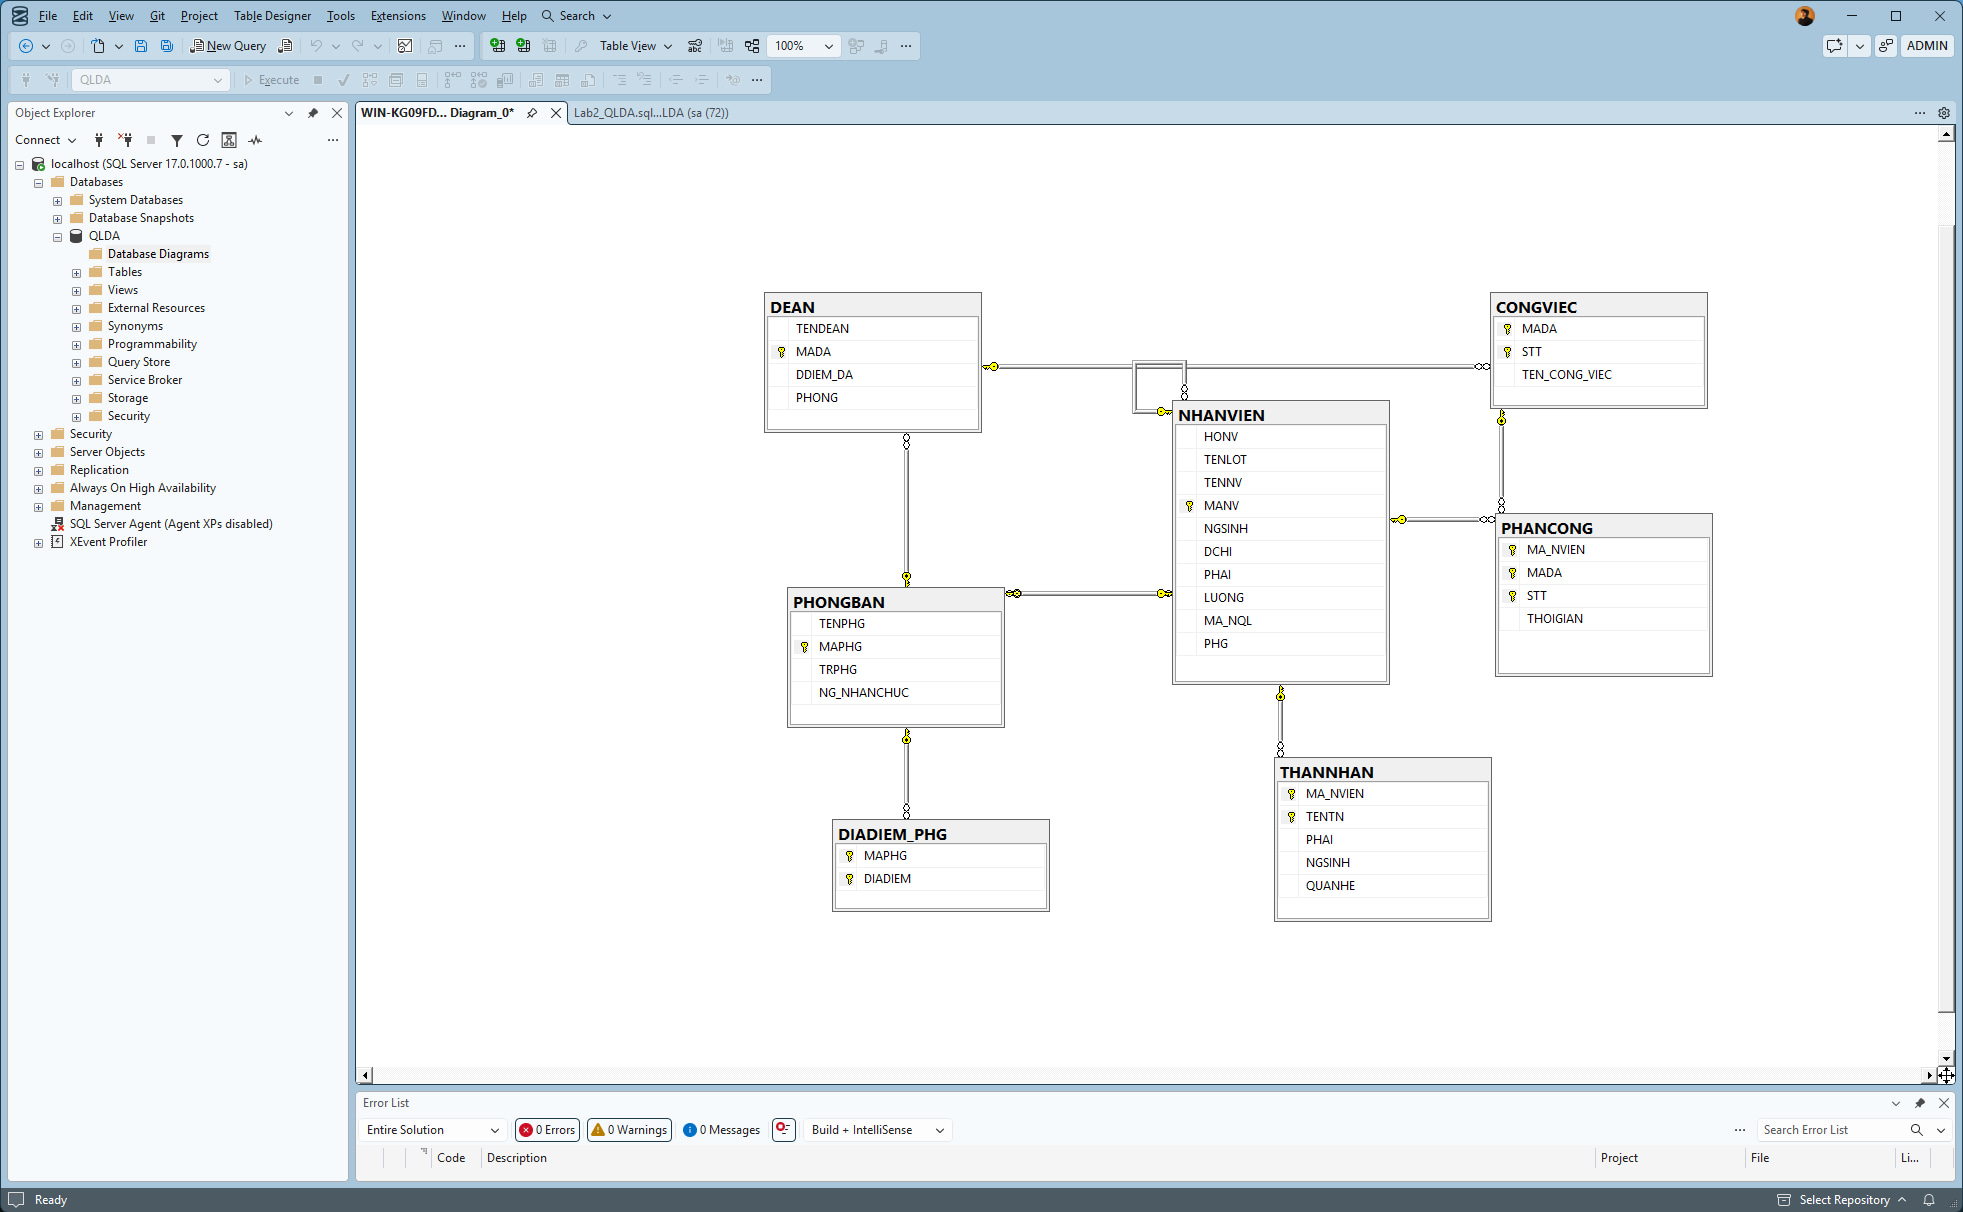 File Edit View Git Project Table Designer Tools Extensions Window Help Search
New Query Table View 100% ADMIN
QLDA Execute
Object Explorer
WIN-KG09FD... Diagram_0* Lab2_QLDA.sql...LDA (sa (72))
Connect
localhost (SQL Server 17.0.1000.7 - sa)
Databases
System Databases
Database Snapshots
QLDA
Database Diagrams
Tables
Views
External Resources
Synonyms
Programmability
Query Store
Service Broker
Storage
Security
Security
Server Objects
Replication
Always On High Availability
Management
SQL Server Agent (Agent XPs disabled)
XEvent Profiler
DEAN
TENDEAN
MADA
DDIEM_DA
PHONG
CONGVIEC
MADA
STT
TEN_CONG_VIEC
NHANVIEN
HONV
TENLOT
TENNV
MANV
NGSINH
DCHI
PHAI
LUONG
MA_NQL
PHG
PHANCONG
MA_NVIEN
MADA
STT
THOIGIAN
PHONGBAN
TENPHG
MAPHG
TRPHG
NG_NHANCHUC
THANNHAN
MA_NVIEN
TENTN
PHAI
NGSINH
QUANHE
DIADIEM_PHG
MAPHG
DIADIEM
Error List
Entire Solution 0 Errors 0 Warnings 0 Messages Build + IntelliSense Search Error List
Code Description Project File Li...
Ready Select Repository